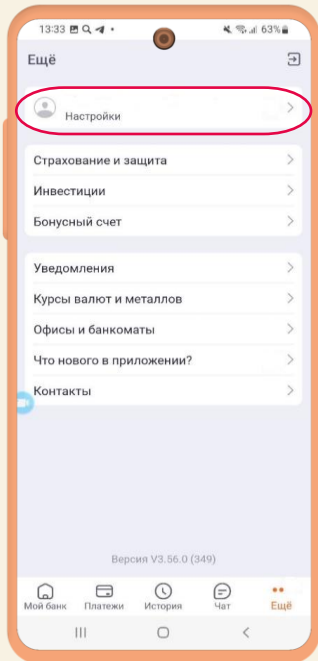 13:33
63%
Ещё
Настройки
Страхование и защита
Инвестиции
Бонусный счет
Уведомления
Курсы валют и металлов
Офисы и банкоматы
Что нового в приложении?
Контакты
Версия V3.56.0 (349)
Мой банк Платежи История Чат Ещё